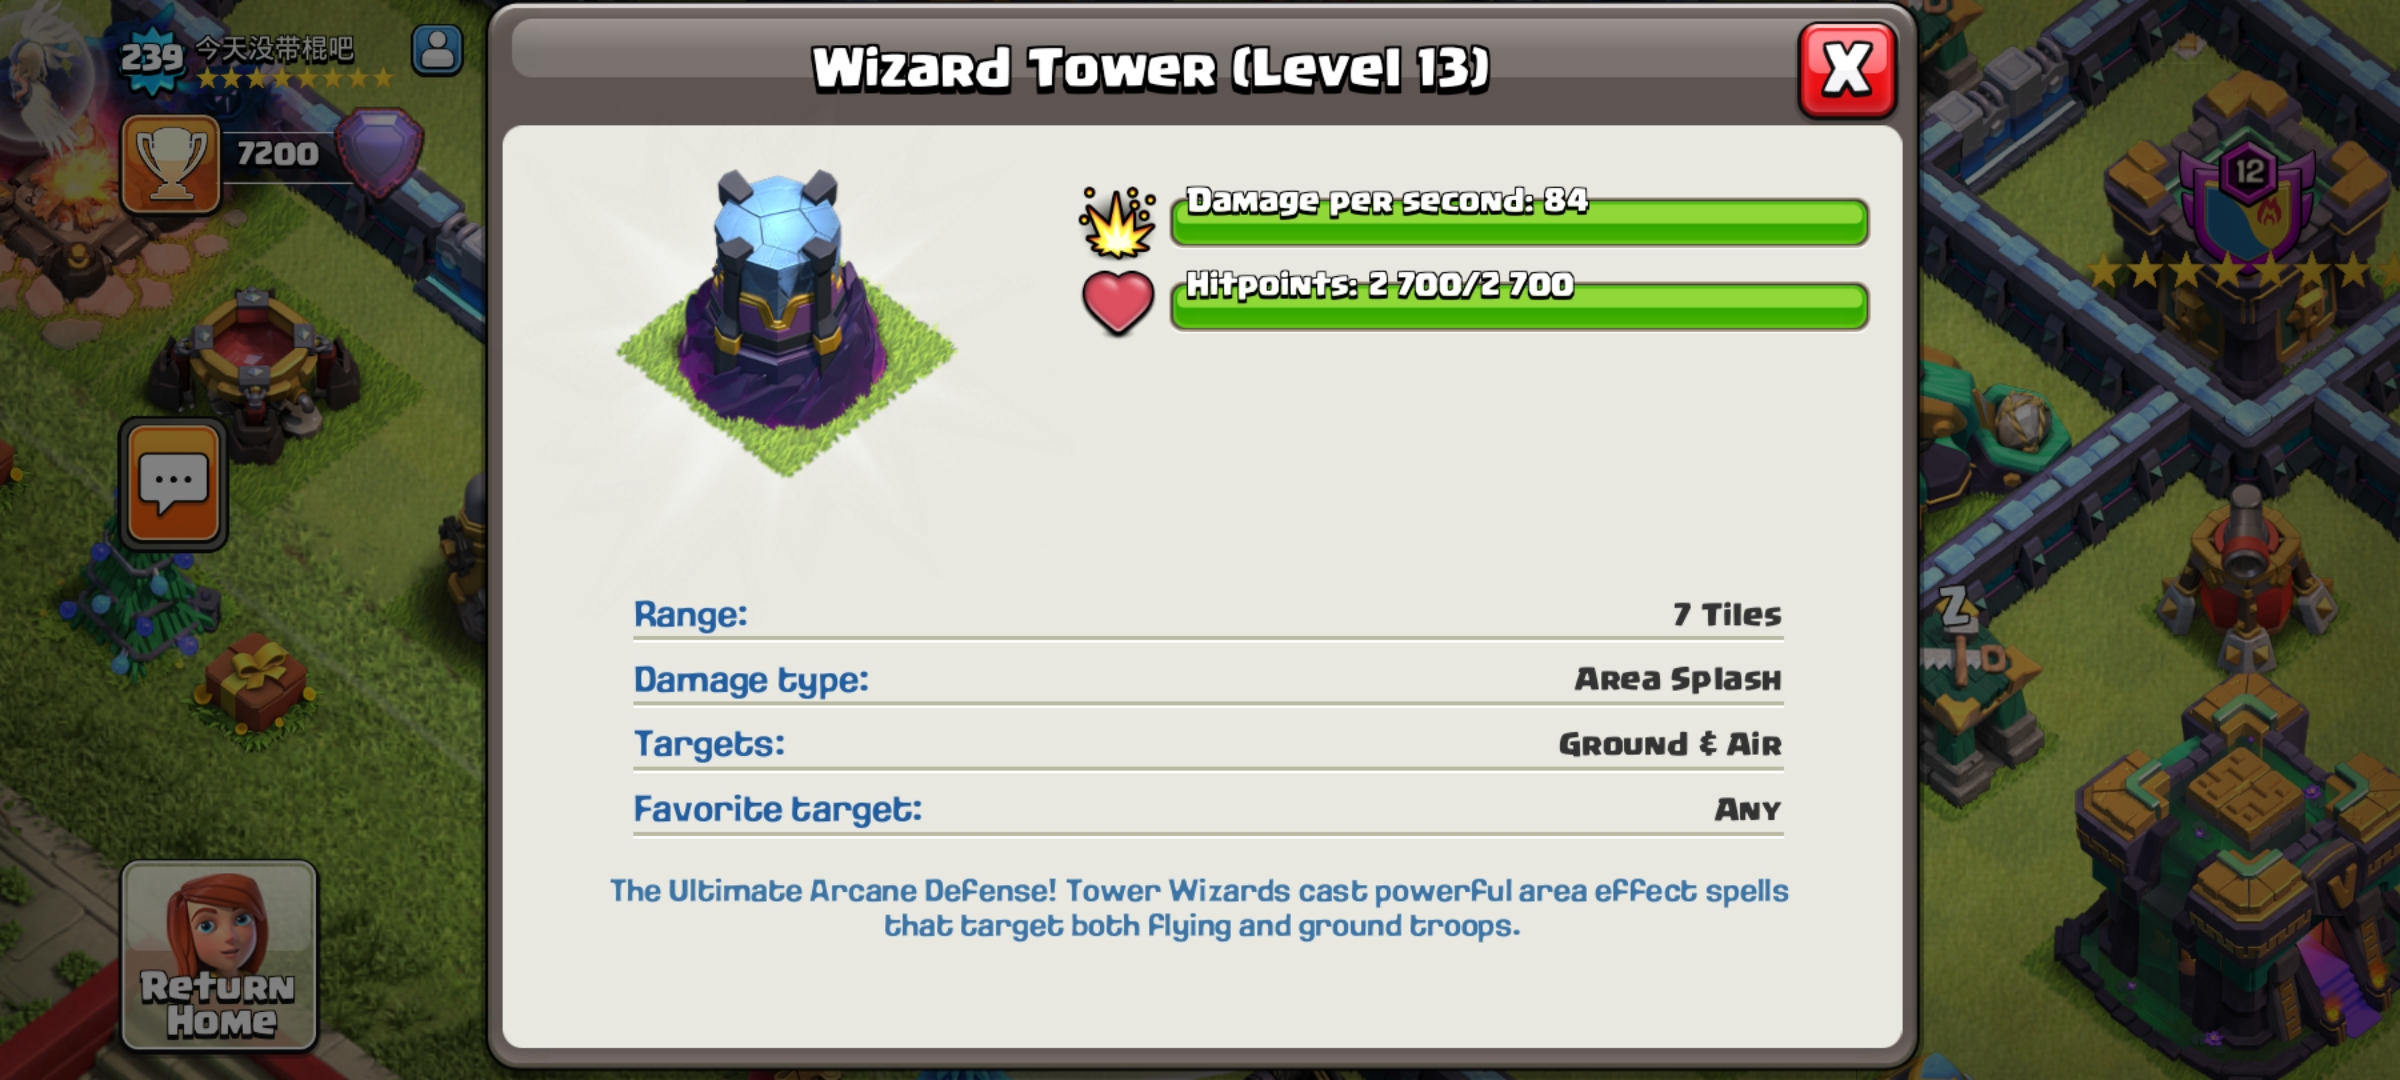 239
今天没带棍吧
7200
Wizard Tower (Level 13)
X
Damage per second: 84
Hitpoints: 2 700/2 700
12
Range: 7 Tiles
Damage type: Area Splash
Targets: Ground & Air
Favorite target: Any
The Ultimate Arcane Defense! Tower Wizards cast powerful area effect spells
that target both flying and ground troops.
Z
Return
Home